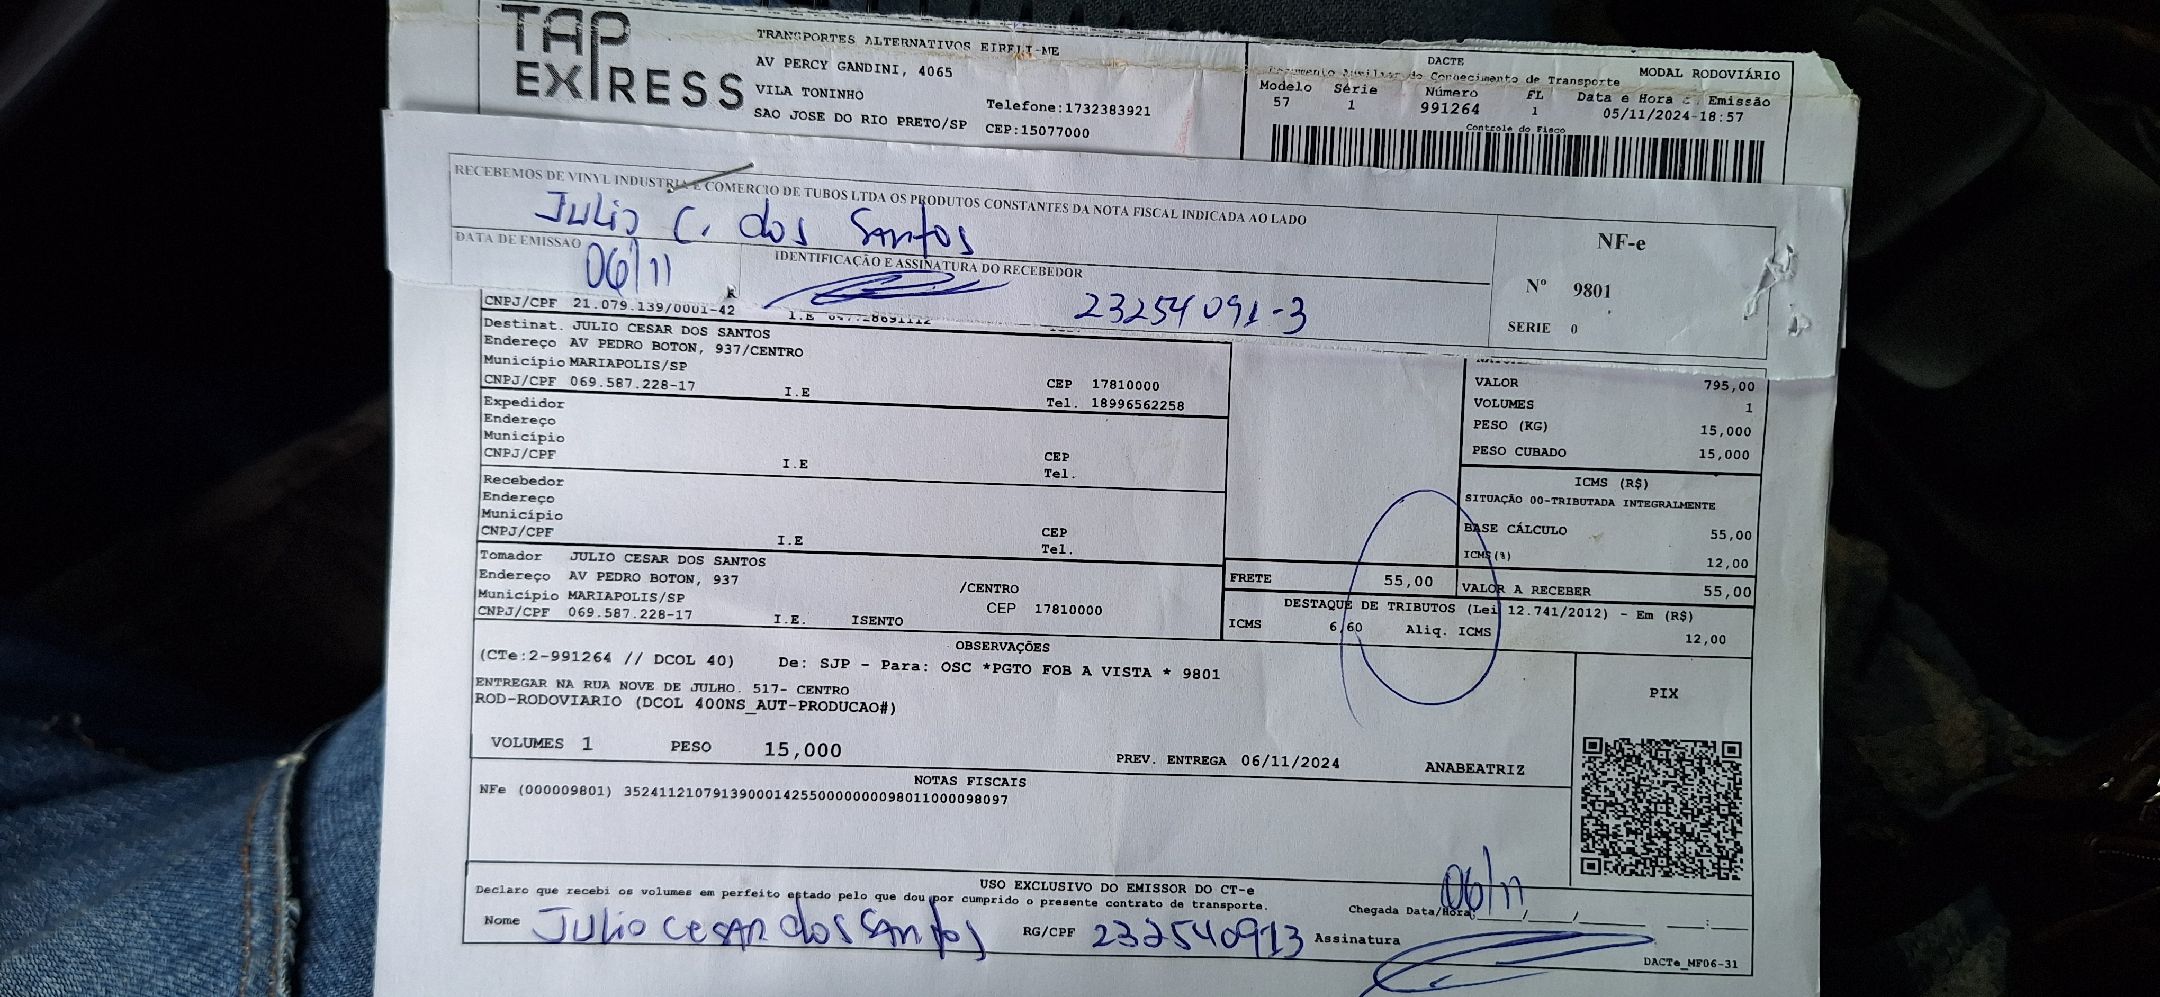 TAP EXPRESS
TRANSPORTES ALTERNATIVOS EIRELI-ME
AV PERCY GANDINI, 4065
VILA TONINHO
SAO JOSE DO RIO PRETO/SP
Telefone:1732383921
CEP:15077000
DACTE
Documento Auxiliar do Conhecimento de Transporte
MODAL RODOVIÁRIO
Modelo Série Número FL Data e Hora Emissão
57 1 991264 1 05/11/2024-18:57
Controle do Fisco
RECEBEMOS DE VINYL INDUSTRIA E COMERCIO DE TUBOS LTDA OS PRODUTOS CONSTANTES DA NOTA FISCAL INDICADA AO LADO
Julio C. dos Santos
DATA DE EMISSAO
06/11
IDENTIFICAÇÃO E ASSINATURA DO RECEBEDOR
23254091-3
NF-e
Nº 9801
SERIE 0
CNPJ/CPF 21.079.139/0001-42 I.E
Destinat. JULIO CESAR DOS SANTOS
Endereço AV PEDRO BOTON, 937/CENTRO
Município MARIAPOLIS/SP
CNPJ/CPF 069.587.228-17 I.E CEP 17810000
Tel. 18996562258
Expedidor
Endereço
Município
CNPJ/CPF I.E CEP
Tel.
Recebedor
Endereço
Município
CNPJ/CPF I.E CEP
Tel.
Tomador JULIO CESAR DOS SANTOS
Endereço AV PEDRO BOTON, 937 /CENTRO
Município MARIAPOLIS/SP CEP 17810000
CNPJ/CPF 069.587.228-17 I.E. ISENTO
VALOR 795,00
VOLUMES 1
PESO (KG) 15,000
PESO CUBADO 15,000
ICMS (R$)
SITUAÇÃO 00-TRIBUTADA INTEGRALMENTE
BASE CÁLCULO 55,00
ICMS(%) 12,00
FRETE 55,00 VALOR A RECEBER 55,00
DESTAQUE DE TRIBUTOS (Lei 12.741/2012) - Em (R$)
ICMS 6,60 Aliq. ICMS 12,00
OBSERVAÇÕES
(CTe:2-991264 // DCOL 40) De: SJP - Para: OSC *PGTO FOB A VISTA * 9801
ENTREGAR NA RUA NOVE DE JULHO. 517- CENTRO
ROD-RODOVIARIO (DCOL 400NS_AUT-PRODUCAO#)
PIX
VOLUMES 1 PESO 15,000 PREV. ENTREGA 06/11/2024 ANABEATRIZ
NOTAS FISCAIS
NFe (000009801) 35241121079139000142550000000098011000098097
USO EXCLUSIVO DO EMISSOR DO CT-e
Declaro que recebi os volumes em perfeito estado pelo que dou por cumprido o presente contrato de transporte.
Chegada Data/Hora: 06/11
Nome Julio Cesar dos Santos RG/CPF 232540913 Assinatura
DACTe_MF06-31